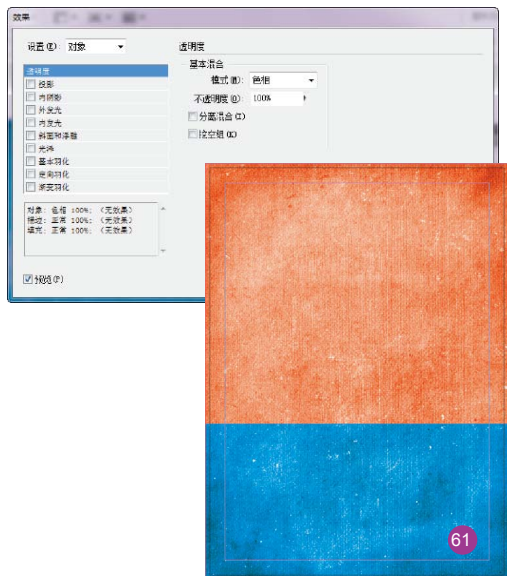 效果
设置(E): 对象
透明度
透明度
投影
内阴影
外发光
内发光
斜面和浮雕
光泽
基本羽化
定向羽化
渐变羽化
基本混合
模式(M): 色相
不透明度(O): 100%
分离混合(I)
挖空组(K)
对象: 色相 100%; (无效果)
描边: 正常 100%; (无效果)
填充: 正常 100%; (无效果)
预览(P)
61